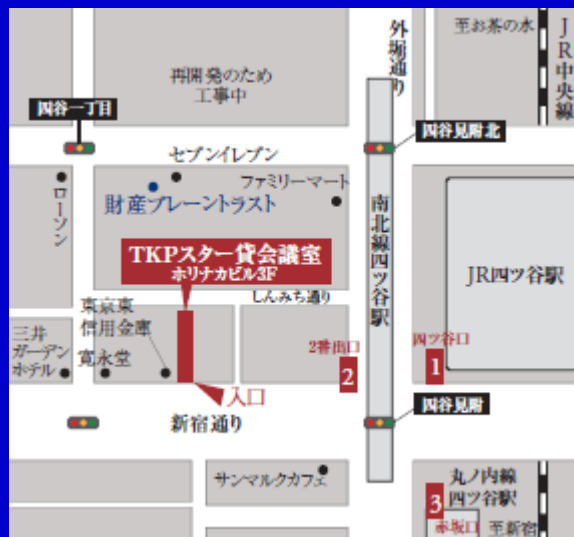 外堀通り
至お茶の水
JR中央線
再開発のため
工事中
四谷一丁目
四谷見附北
セブンイレブン
ファミリーマート
ローソン
財産ブレーントラスト
南北線四ツ谷駅
TKPスター貸会議室
ホリナカビル3F
JR四ツ谷駅
しんみち通り
東京東
信用金庫
三井
ガーデン
ホテル
寛永堂
2番出口
2
四ツ谷口
1
入口
四谷見附
新宿通り
サンマルクカフェ
丸ノ内線
四ツ谷駅
3
赤坂口
至新宿